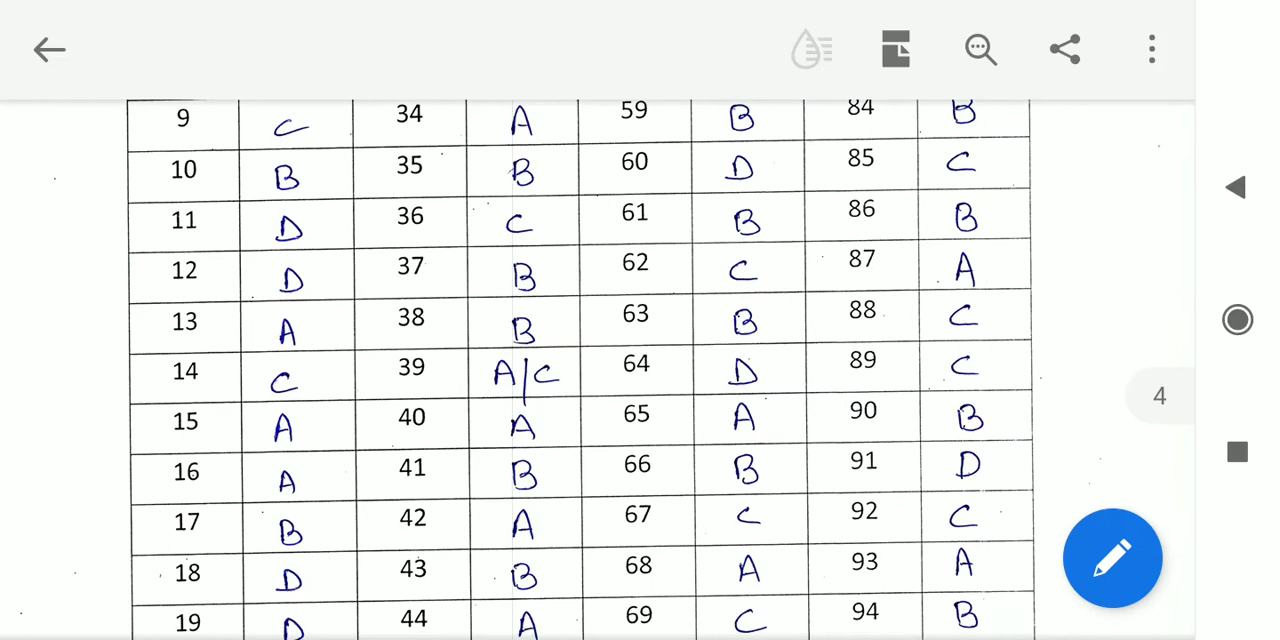 9 C 34 A 59 B 84 B
10 B 35 B 60 D 85 C
11 D 36 C 61 B 86 B
12 D 37 B 62 C 87 A
13 A 38 B 63 B 88 C
14 C 39 A/C 64 D 89 C
15 A 40 A 65 A 90 B
16 A 41 B 66 B 91 D
17 B 42 A 67 C 92 C
18 D 43 B 68 A 93 A
19 D 44 A 69 C 94 B
4